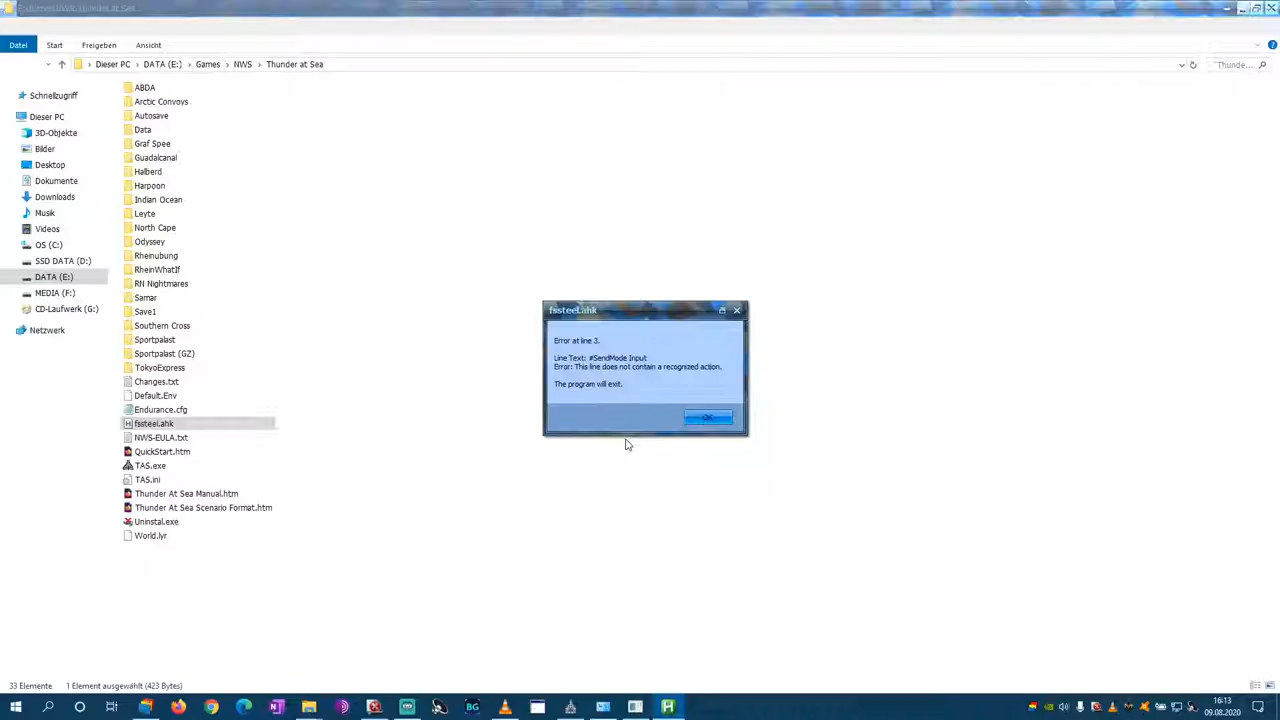 Datei
Start
Freigeben
Ansicht
Dieser PC
DATA (E:)
Games
NWS
Thunder at Sea
Thunde...
Schnellzugriff
Dieser PC
3D-Objekte
Bilder
Desktop
Dokumente
Downloads
Musik
Videos
OS (C:)
SSD DATA (D:)
DATA (E:)
MEDIA (F:)
CD-Laufwerk (G:)
Netzwerk
ABDA
Arctic Convoys
Autosave
Data
Graf Spee
Guadalcanal
Halberd
Harpoon
Indian Ocean
Leyte
North Cape
Odyssey
Rheinubung
RheinWhatIf
RN Nightmares
Samar
Save1
Southern Cross
Sportpalast
Sportpalast (GZ)
TokyoExpress
Changes.txt
Default.Env
Endurance.cfg
fssteel.ahk
NWS-EULA.txt
QuickStart.htm
TAS.exe
TAS.ini
Thunder At Sea Manual.htm
Thunder At Sea Scenario Format.htm
Uninstal.exe
World.lyr
fssteel.ahk
Error at line 3.
Line Text: #SendMode Input
Error: This line does not contain a recognized action.
The program will exit.
OK
33 Elemente
1 Element ausgewählt (423 Bytes)
BG
16:13
09.08.2020